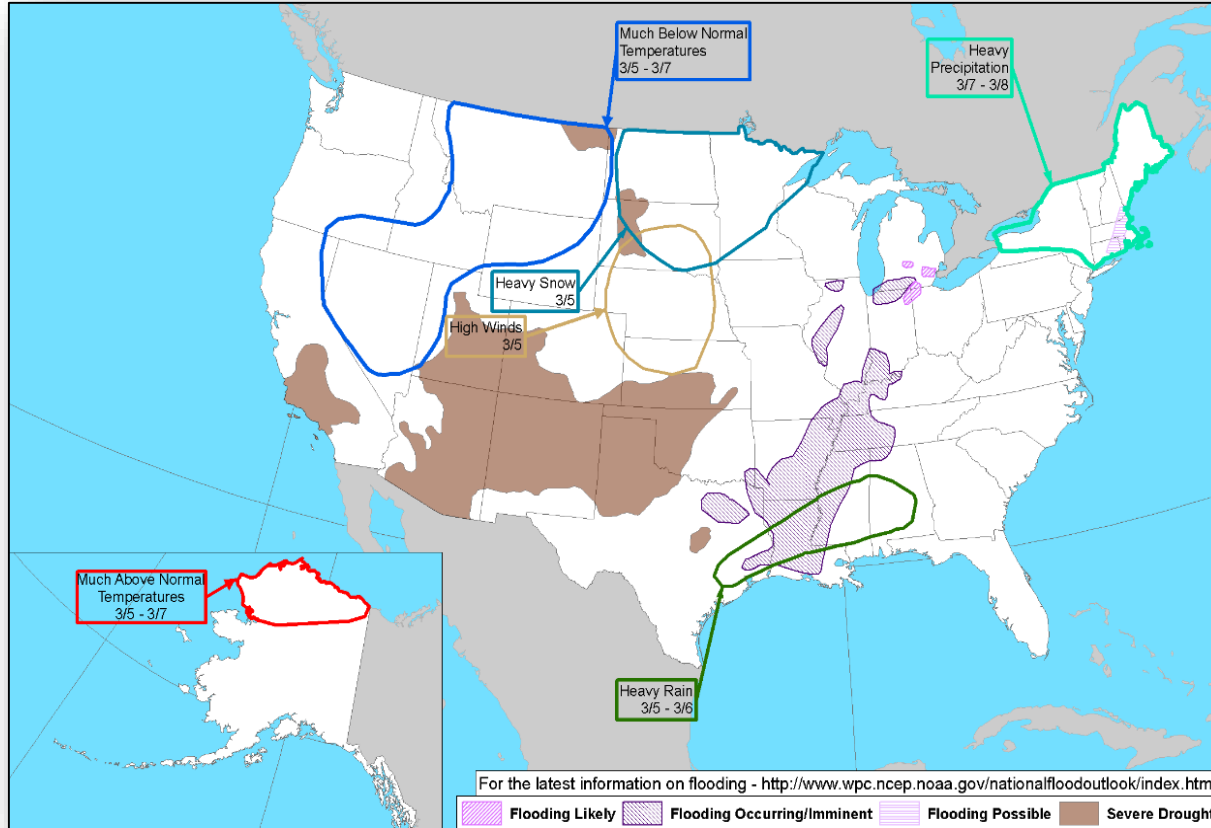 Much Below Normal
Temperatures
3/5 - 3/7
Heavy
Precipitation
3/7 - 3/8
Heavy Snow
3/5
High Winds
3/5
Much Above Normal
Temperatures
3/5 - 3/7
Heavy Rain
3/5 - 3/6
For the latest information on flooding - http://www.wpc.ncep.noaa.gov/nationalfloodoutlook/index.htm
Flooding Likely
Flooding Occurring/Imminent
Flooding Possible
Severe Drought